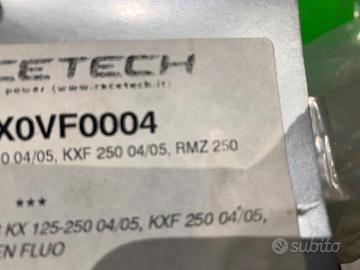 CETECH
power (www.racetech.it)
X0VF0004
0 04/05, KXF 250 04/05, RMZ 250
***
KX 125-250 04/05, KXF 250 04/05,
EN FLUO
subito